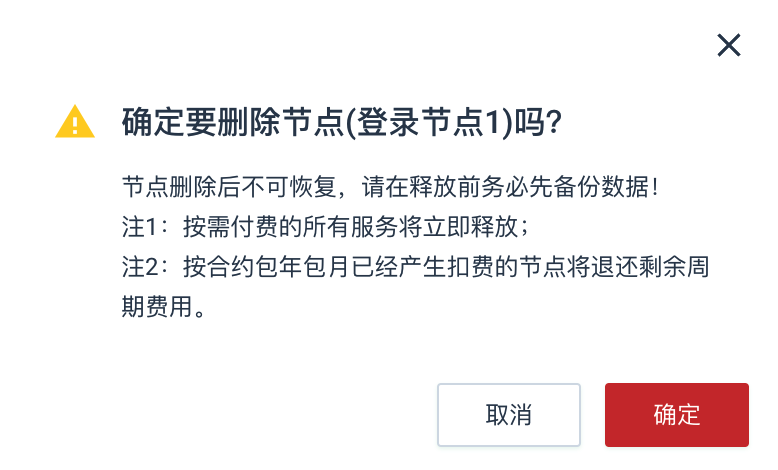 确定要删除节点(登录节点1)吗?
节点删除后不可恢复，请在释放前务必先备份数据！
注1：按需付费的所有服务将立即释放；
注2：按合约包年包月已经产生扣费的节点将退还剩余周
期费用。
取消
确定